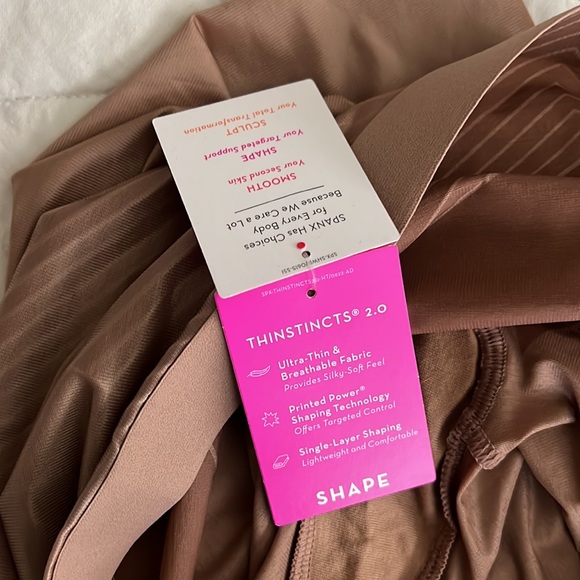 SPANX Has Choices
for Every Body
Because We Care a Lot
SMOOTH
Your Second Skin
SHAPE
Your Targeted Support
SCULPT
Your Total Transformation
THINSTINCTS® 2.0
Ultra-Thin &
Breathable Fabric
Provides Silky-Soft Feel
Printed Power®
Shaping Technology
Offers Targeted Control
Single-Layer Shaping
Lightweight and Comfortable
SHAPE